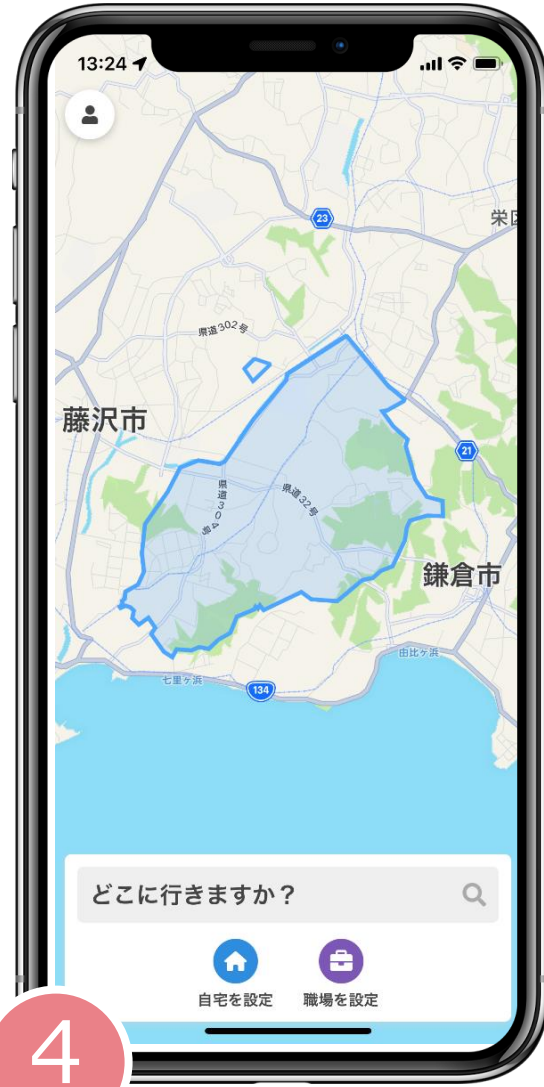 13:24
23
栄区
県道302号
藤沢市
21
県道304号
県道32号
鎌倉市
由比ヶ浜
七里ヶ浜
134
どこに行きますか？
自宅を設定 職場を設定
4